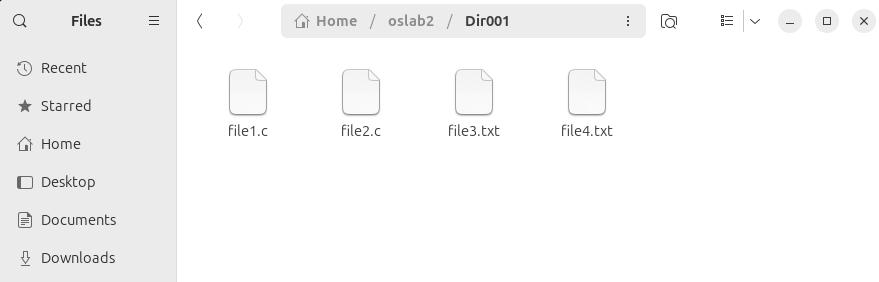 Files
Home / oslab2 / Dir001
Recent
Starred
Home
Desktop
Documents
Downloads
file1.c
file2.c
file3.txt
file4.txt